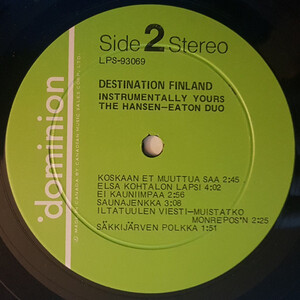 Side 2 Stereo
LPS-93069
DESTINATION FINLAND
INSTRUMENTALLY YOURS
THE HANSEN-EATON DUO
KOSKAAN ET MUUTTUA SAA 2:45
ELSA KOHTALON LAPSI 4:02
EI KAUNIIMPAA 2:56
SAUNAJENKKA 3:08
ILTATUULEN VIESTI-MUISTATKO
MONREPOS'N 2:25
SÄKKIJÄRVEN POLKKA 1:51
dominion